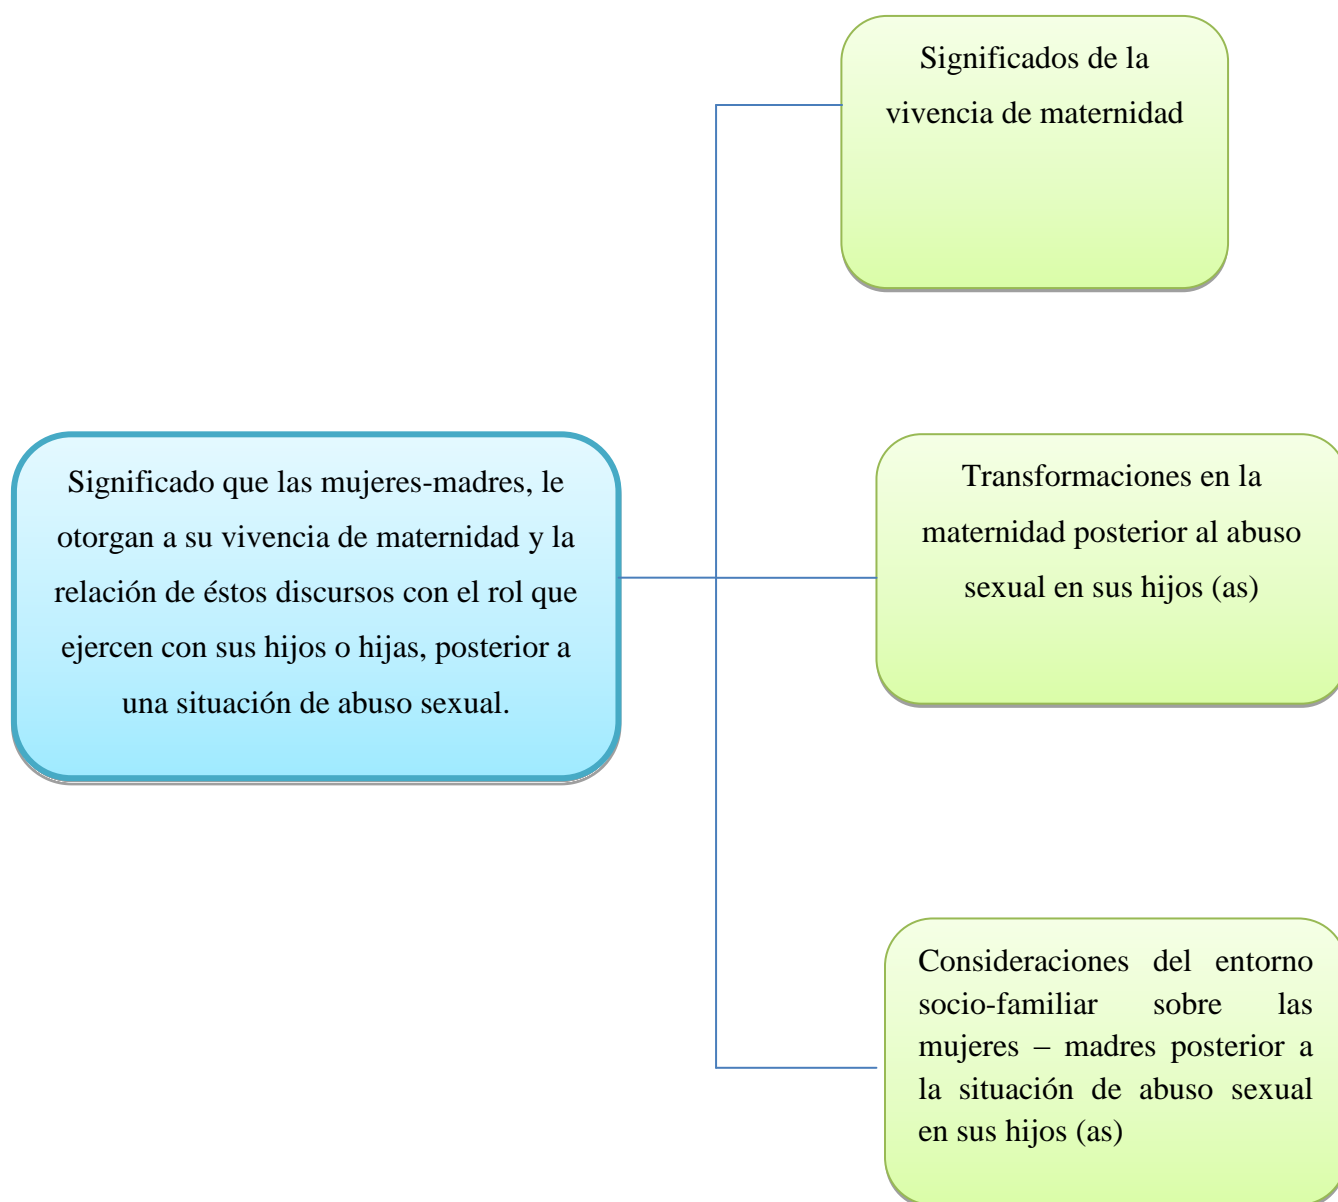 Significados de la
vivencia de maternidad
Significado que las mujeres-madres, le
otorgan a su vivencia de maternidad y la
relación de éstos discursos con el rol que
ejercen con sus hijos o hijas, posterior a
una situación de abuso sexual.
Transformaciones en la
maternidad posterior al abuso
sexual en sus hijos (as)
Consideraciones del entorno
socio-familiar sobre las
mujeres – madres posterior a
la situación de abuso sexual
en sus hijos (as)